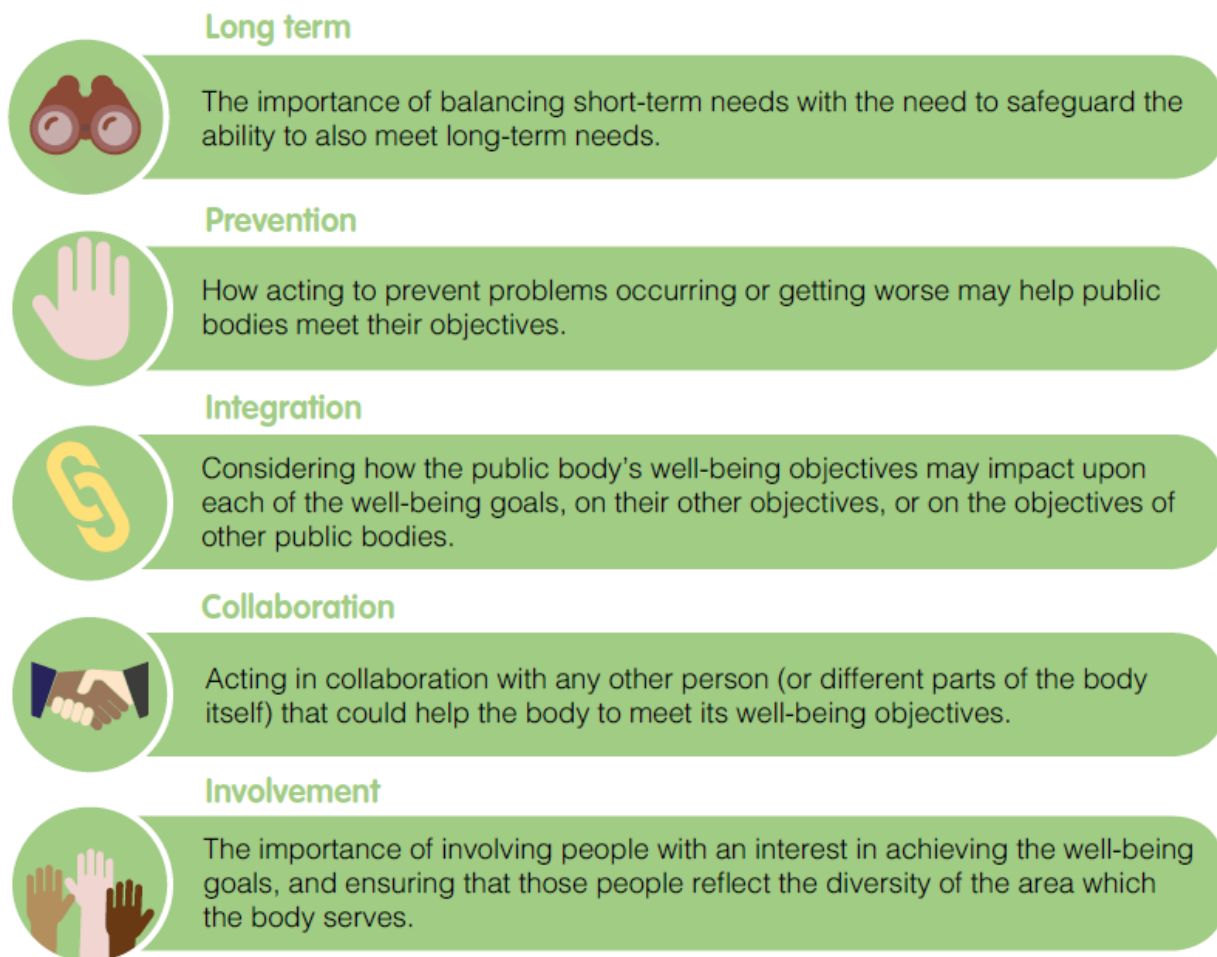 Long term
The importance of balancing short-term needs with the need to safeguard the
ability to also meet long-term needs.
Prevention
How acting to prevent problems occurring or getting worse may help public
bodies meet their objectives.
Integration
Considering how the public body's well-being objectives may impact upon
each of the well-being goals, on their other objectives, or on the objectives of
other public bodies.
Collaboration
Acting in collaboration with any other person (or different parts of the body
itself) that could help the body to meet its well-being objectives.
Involvement
The importance of involving people with an interest in achieving the well-being
goals, and ensuring that those people reflect the diversity of the area which
the body serves.